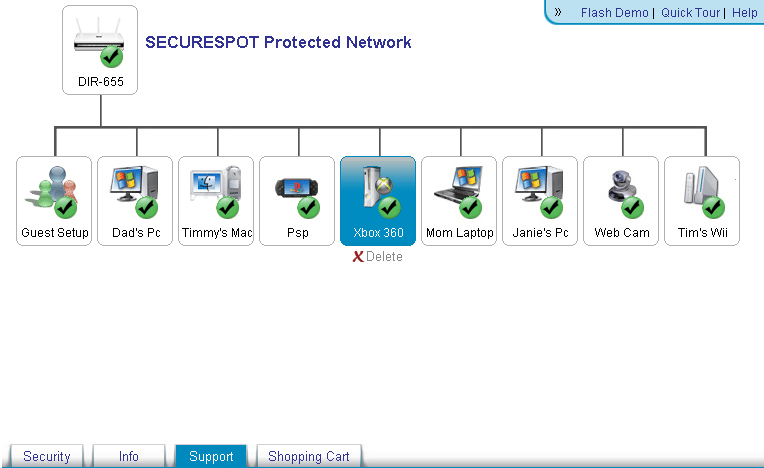 » Flash Demo | Quick Tour | Help
SECURESPOT Protected Network
DIR-655
Guest Setup
Dad's Pc
Timmy's Mac
Psp
Xbox 360
Mom Laptop
Janie's Pc
Web Cam
Tim's Wii
X Delete
Security
Info
Support
Shopping Cart